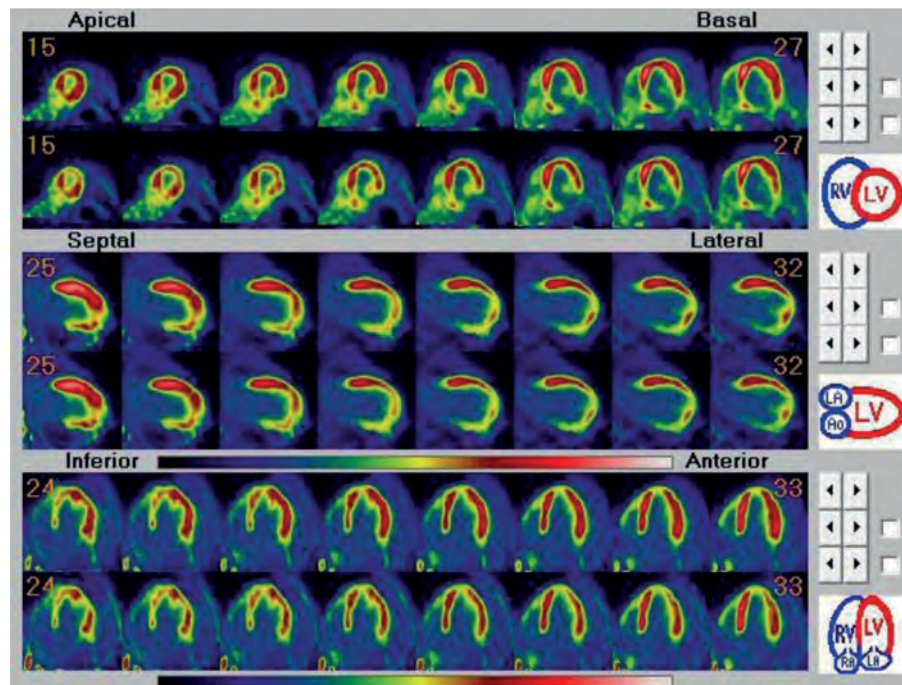 Apical Basal
15 27
15 27
RV LV
Septal Lateral
25 32
25 32
LA LV
Ao
Inferior Anterior
24 33
24 33
RV LV
RA LA